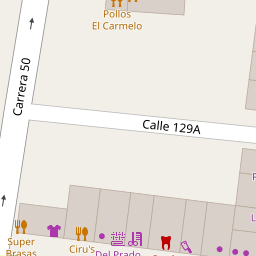 Pollos
El Carmelo
Carrera 50
Calle 129A
Super
Brasas
Ciru's
Del Prado